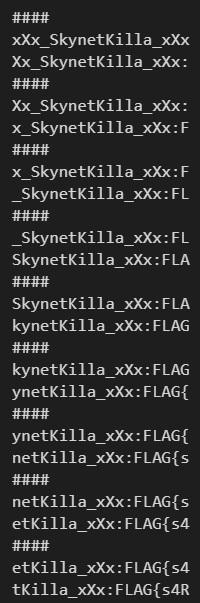 ####
xXx_SkynetKilla_xXx
Xx_SkynetKilla_xXx:
####
Xx_SkynetKilla_xXx:
x_SkynetKilla_xXx:F
####
x_SkynetKilla_xXx:F
_SkynetKilla_xXx:FL
####
_SkynetKilla_xXx:FL
SkynetKilla_xXx:FLA
####
SkynetKilla_xXx:FLA
kynetKilla_xXx:FLAG
####
kynetKilla_xXx:FLAG
ynetKilla_xXx:FLAG{
####
ynetKilla_xXx:FLAG{
netKilla_xXx:FLAG{s
####
netKilla_xXx:FLAG{s
etKilla_xXx:FLAG{s4
####
etKilla_xXx:FLAG{s4
tKilla_xXx:FLAG{s4R